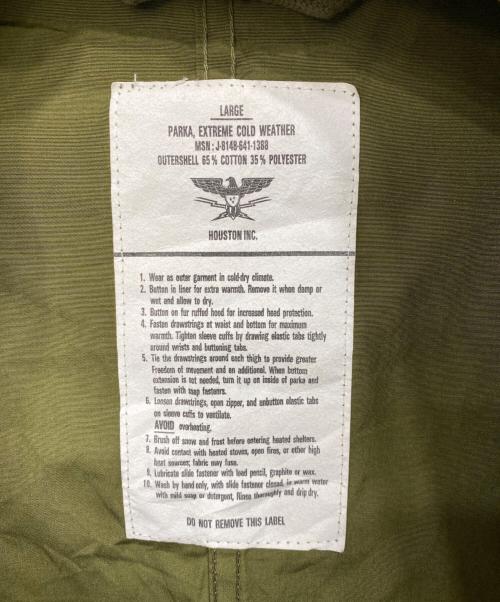 LARGE
PARKA, EXTREME COLD WEATHER
MSN : J-8148-641-1388
OUTERSHELL 65 % COTTON 35 % POLYESTER
HOUSTON INC.
1. Wear as outer garment in cold-dry climate.
2. Button in liner for extra warmth. Remove it when damp or
wet and allow to dry.
3. Button on fur ruffed hood for increased head protection.
4. Fasten drawstrings at waist and bottom for maximum
warmth. Tighten sleeve cuffs by drawing elastic tabs tightly
around wrists and buttoning tabs.
5. Tie the drawstrings around each thigh to provide greater
Freedom of movement and an additional. When bottom
extension is not needed, turn it up on inside of parka and
fasten with snap fasteners.
6. Loosen drawstrings, open zipper, and unbutton elastic tabs
on sleeve cuffs to ventilate.
AVOID overheating.
7. Brush off snow and frost before entering heated shelters.
8. Avoid contact with heated stoves, open fires, or other high
heat sources; fabric may fuse.
9. Lubricate slide fastener with lead pencil, graphite or wax.
10. Wash by hand only, with slide fastener closed, in warm water
with mild soap or detergent, Rinse thoroughly and drip dry.
DO NOT REMOVE THIS LABEL